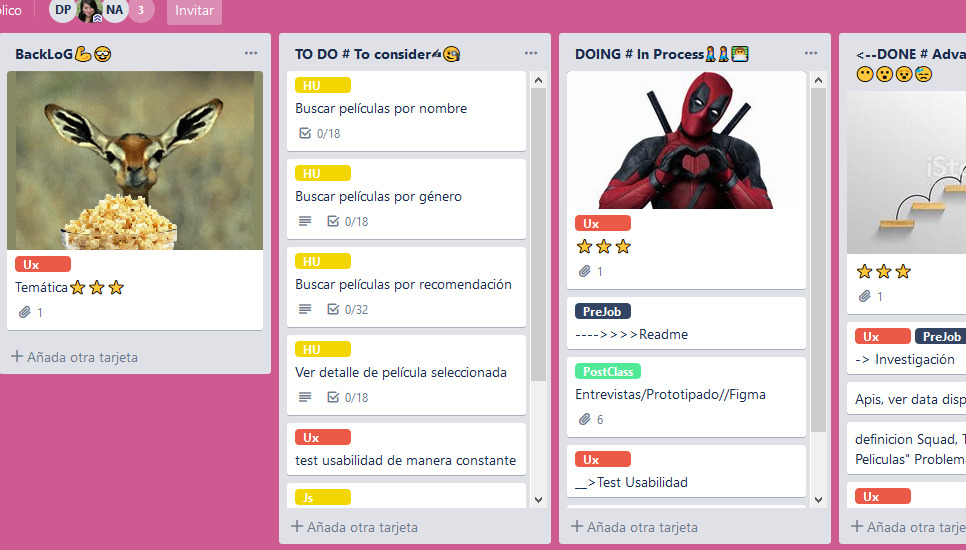 blico
DP
NA
3
Invitar
BackLoG💪🤓
Ux
Temática⭐⭐⭐
1
+ Añada otra tarjeta
TO DO # To consider✍🧐
HU
Buscar películas por nombre
0/18
HU
Buscar películas por género
0/18
HU
Buscar películas por recomendación
0/32
HU
Ver detalle de película seleccionada
0/18
Ux
test usabilidad de manera constante
Js
+ Añada otra tarjeta
DOING # In Process
Ux
⭐⭐⭐
1
PreJob
---->>>>Readme
PostClass
Entrevistas/Prototipado//Figma
6
Ux
__>Test Usabilidad
+ Añada otra tarjeta
<--DONE # Adva
iSto
⭐⭐⭐
1
Ux PreJob
-> Investigación
Apis, ver data disp
definicion Squad, T
Peliculas" Problem
Ux
+ Añada otra tarje